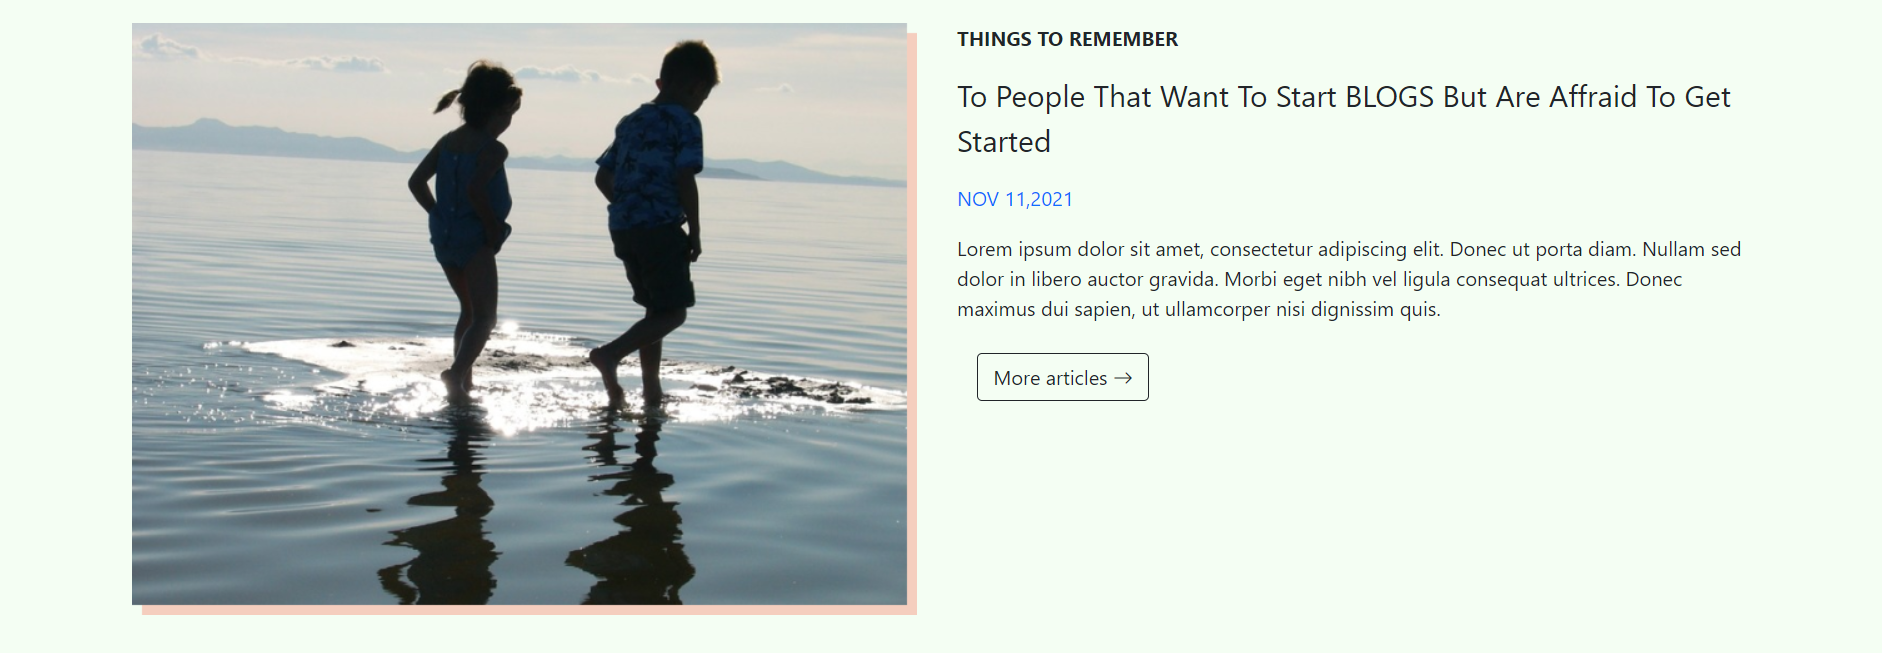 THINGS TO REMEMBER
To People That Want To Start BLOGS But Are Affraid To Get
Started
NOV 11,2021
Lorem ipsum dolor sit amet, consectetur adipiscing elit. Donec ut porta diam. Nullam sed
dolor in libero auctor gravida. Morbi eget nibh vel ligula consequat ultrices. Donec
maximus dui sapien, ut ullamcorper nisi dignissim quis.
More articles →